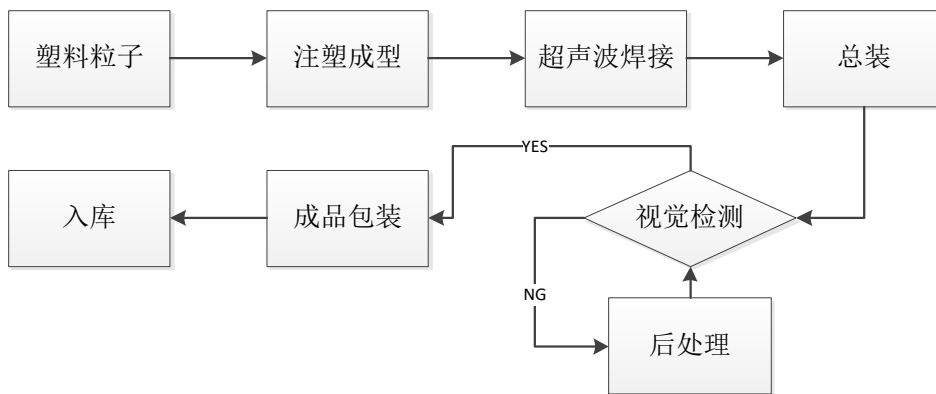 塑料粒子
注塑成型
超声波焊接
总装
YES
入库
成品包装
视觉检测
NG
后处理